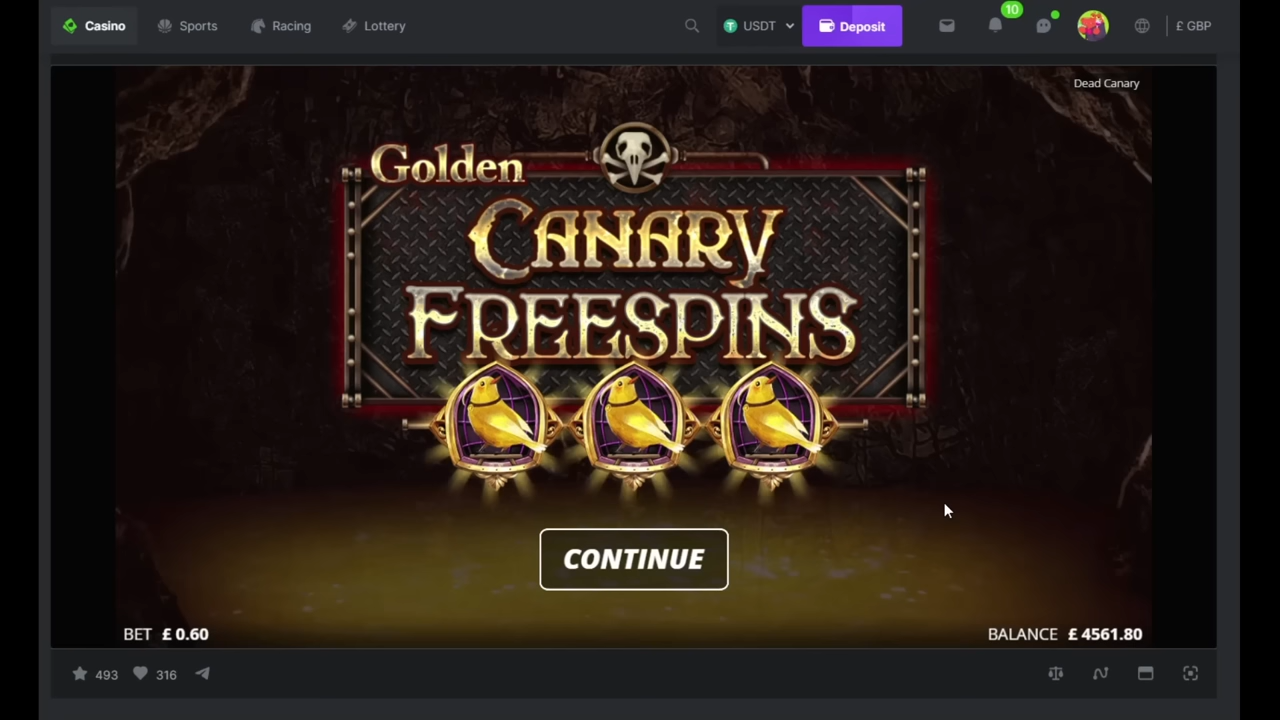 Casino Sports Racing Lottery USDT Deposit 10 £ GBP
Dead Canary
Golden
CANARY
FREESPINS
CONTINUE
BET £ 0.60 BALANCE £ 4561.80
493 316